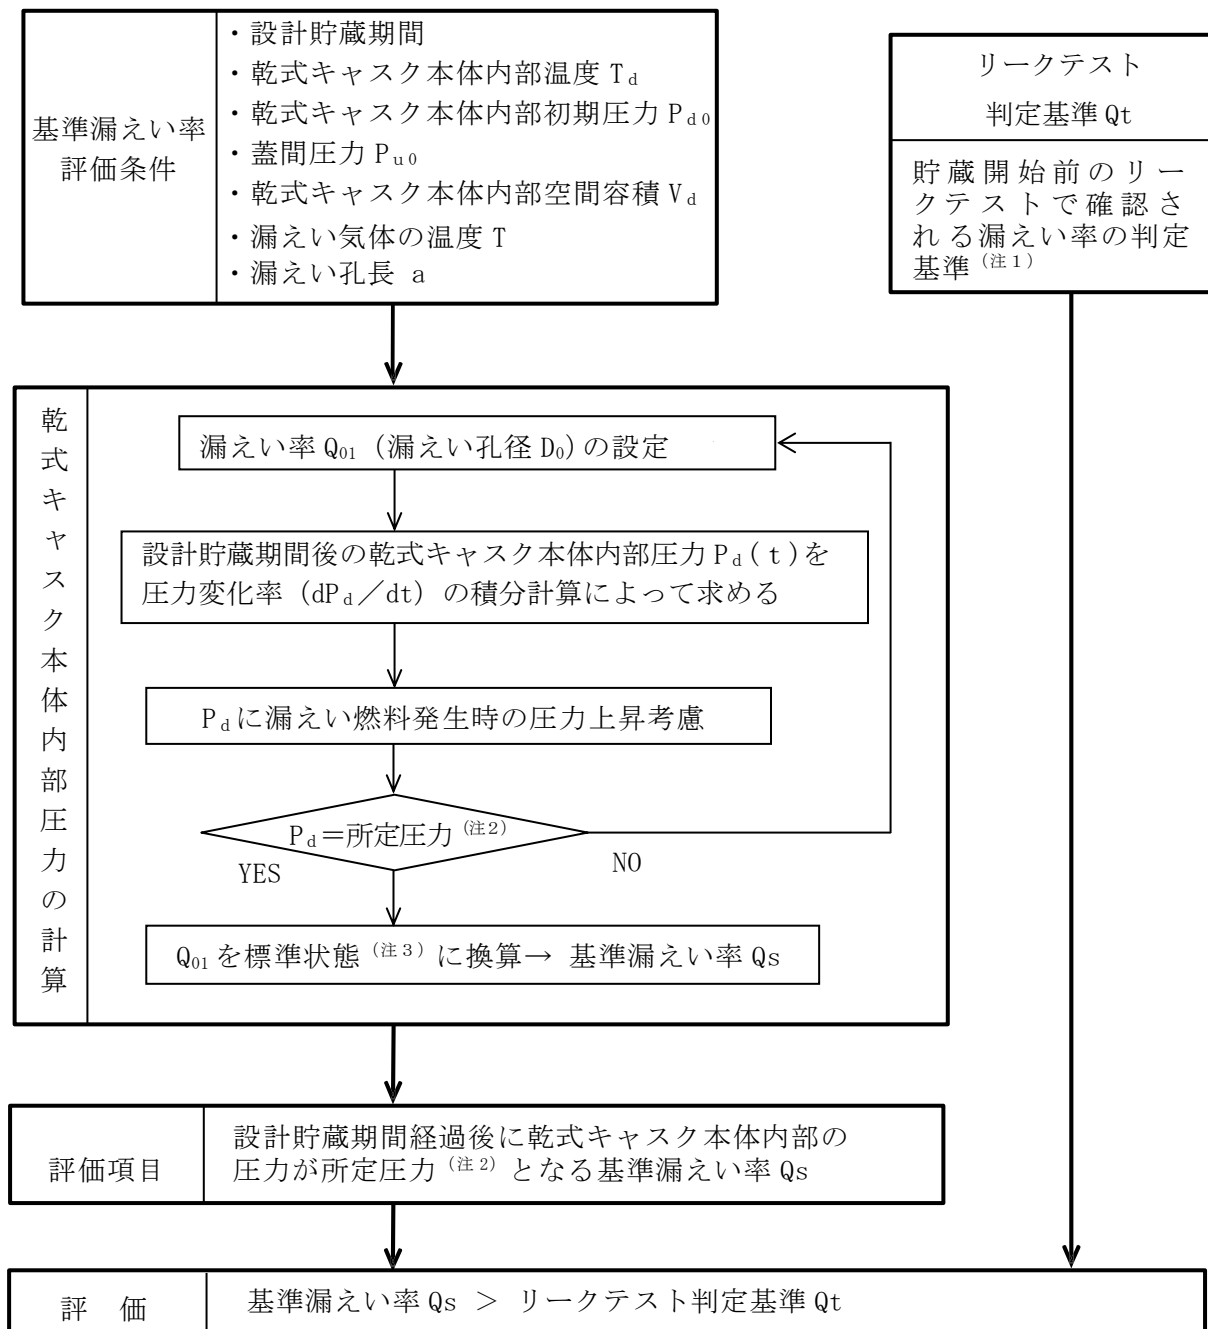 基準漏えい率
評価条件
・設計貯蔵期間
・乾式キャスク本体内部温度 Td
・乾式キャスク本体内部初期圧力 Pd0
・蓋間圧力 Pu0
・乾式キャスク本体内部空間容積 Vd
・漏えい気体の温度 T
・漏えい孔長 a
リークテスト
判定基準 Qt
貯蔵開始前のリー
クテストで確認さ
れる漏えい率の判定
基準（注1）
乾式キャスク本体内部圧力の計算
漏えい率 Q01 (漏えい孔径 D0)の設定
設計貯蔵期間後の乾式キャスク本体内部圧力 Pd(t)を
圧力変化率 (dPd／dt) の積分計算によって求める
Pdに漏えい燃料発生時の圧力上昇考慮
Pd＝所定圧力（注2）
YES
NO
Q01を標準状態（注3）に換算→ 基準漏えい率 Qs
評価項目
設計貯蔵期間経過後に乾式キャスク本体内部の
圧力が所定圧力（注2）となる基準漏えい率 Qs
評 価
基準漏えい率 Qs ＞ リークテスト判定基準 Qt